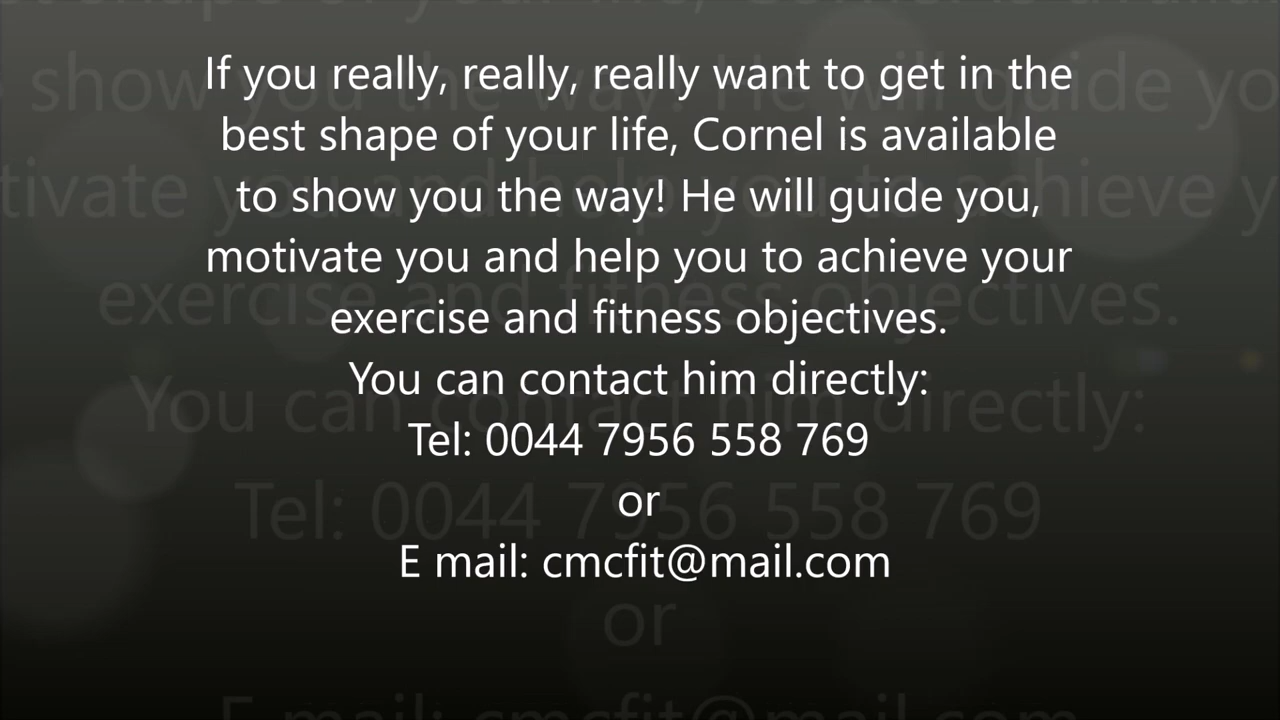 If you really, really, really want to get in the
best shape of your life, Cornel is available
to show you the way! He will guide you,
motivate you and help you to achieve your
exercise and fitness objectives.
You can contact him directly:
Tel: 0044 7956 558 769
or
E mail: cmcfit@mail.com